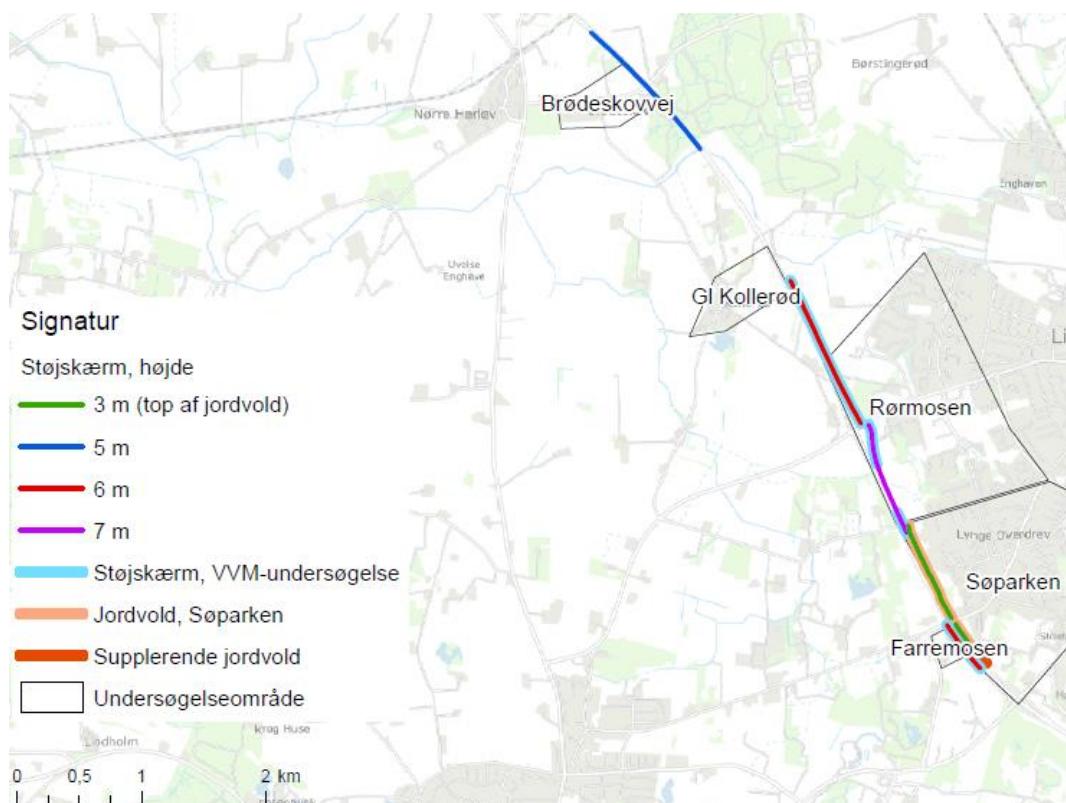 Børstingerød
Brødeskovvej
Nørre Herlev
Enghaven
Uvelse
Enghave
Gl Kollerød
Li
Signatur
Støjskærm, højde
3 m (top af jordvold)
Rørmosen
5 m
6 m
7 m
Lynge Overdrev
Støjskærm, VVM-undersøgelse
Søparken
Jordvold, Søparken
Farremosen
Supplerende jordvold
Undersøgelseområde
krog Huse
Lindholm
0 0,5 1 2 km